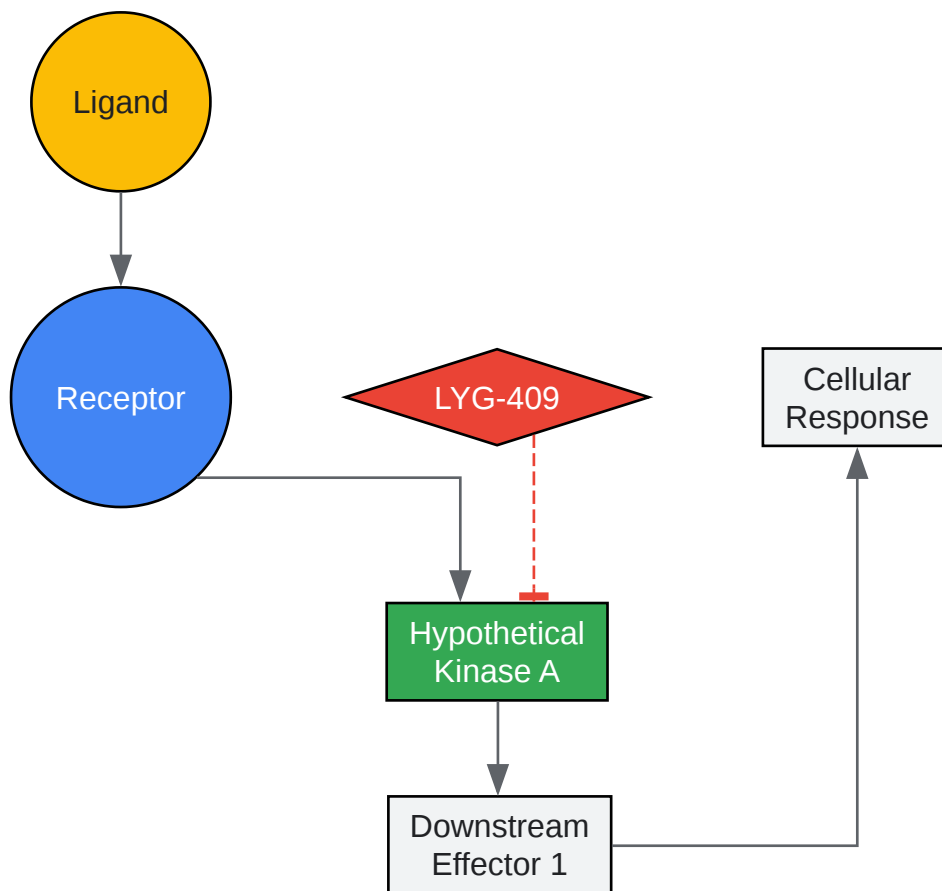 Ligand
Receptor
LYG-409
Cellular
Response
Hypothetical
Kinase A
Downstream
Effector 1